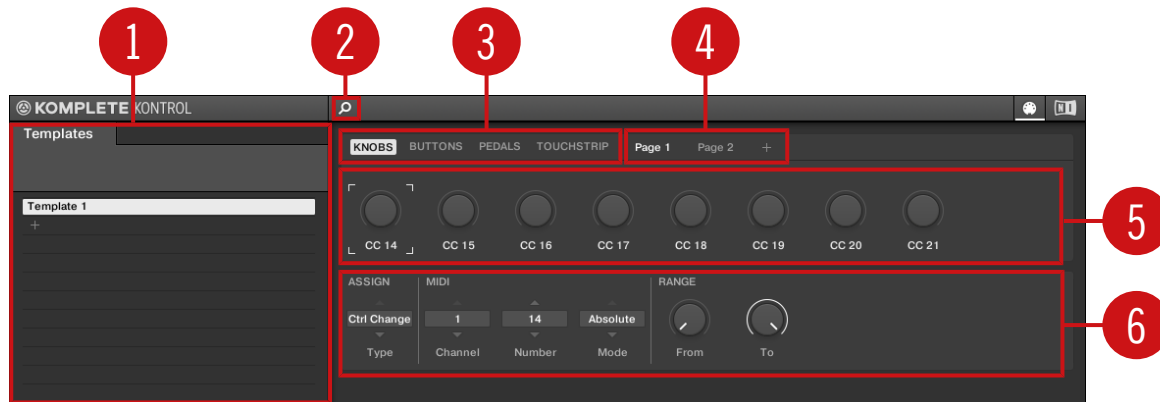 1
2
3
4
KOMPLETE KONTROL
Templates
KNOBS BUTTONS PEDALS TOUCHSTRIP Page 1 Page 2 +
Template 1
+
CC 14 CC 15 CC 16 CC 17 CC 18 CC 19 CC 20 CC 21
5
ASSIGN MIDI RANGE
Ctrl Change 1 14 Absolute
Type Channel Number Mode From To
6